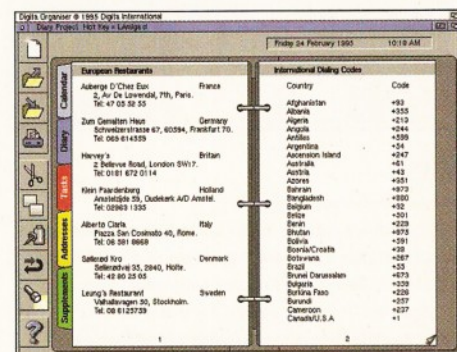 Digita Organiser © 1995 Digita International
Diary Project Hot Key = LAmiga d
Friday 24 February 1995 10:18 AM
Calendar
Diary
Tasks
Addresses
Supplements
European Restaurants
Auberge D'Chez Eux France
2, Av De Lowendal, 7th, Paris.
Tel: 47 05 52 55
Zum Gemalten Haus Germany
Schweizerstrasse 67, 60594, Frankfurt 70.
Tel: 069 614559
Harvey's Britain
2 Bellevue Road, London SW17.
Tel: 0181 672 0114
Klein Paardenburg Holland
Amstelzijde 59, Ouderkerk A/D Amstel.
Tel: 02963 1335
Alberto Ciarla Italy
Piazza San Cosimato 40, Rome.
Tel: 06 581 8668
Søllerød Kro Denmark
Søllerødvej 35, 2840, Holte.
Tel: 42 80 25 05
Leung's Restaurant Sweden
Valhallavagen 50, Stockholm.
Tel: 08 6125739
1
International Dialing Codes
Country Code
Afghanistan +93
Albania +355
Algeria +213
Angola +244
Antilles +599
Argentina +54
Ascension Island +247
Australia +61
Austria +43
Azores +351
Bahrain +973
Bangladesh +880
Belgium +32
Belize +501
Benin +229
Bhutan +975
Bolivia +591
Bosnia/Croatia +39
Botswana +267
Brazil +55
Brunei Darussalam +673
Bulgaria +359
Burkina Faso +226
Burundi +257
Cameroon +237
Canada/U.S.A +1
2